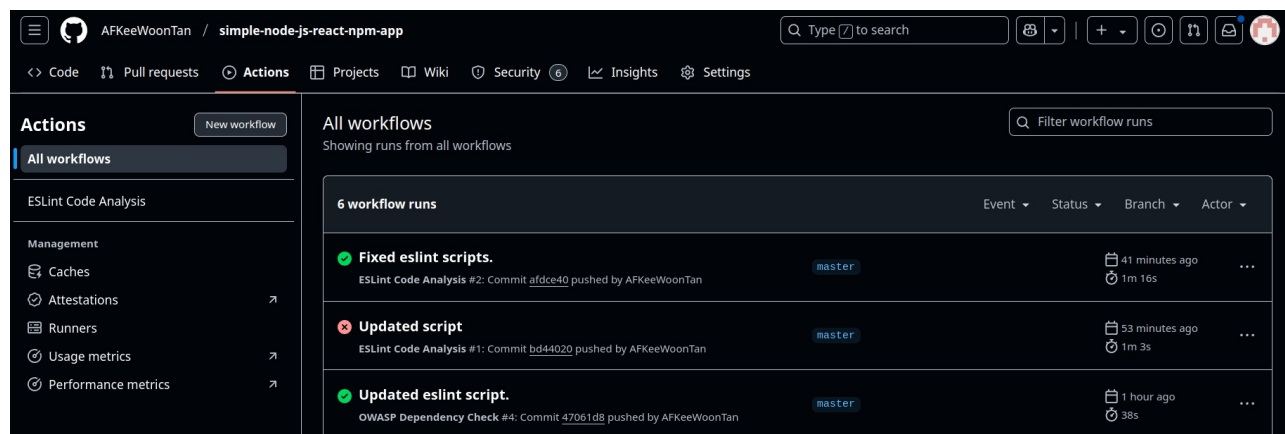 AFKeeWoonTan / simple-node-js-react-npm-app
Type / to search
Code Pull requests Actions Projects Wiki Security 6 Insights Settings
Actions
New workflow
All workflows
ESLint Code Analysis
Management
Caches
Attestations
Runners
Usage metrics
Performance metrics
All workflows
Showing runs from all workflows
Filter workflow runs
6 workflow runs
Event Status Branch Actor
Fixed eslint scripts.
ESLint Code Analysis #2: Commit afdce40 pushed by AFKeeWoonTan
master
41 minutes ago
1m 16s
Updated script
ESLint Code Analysis #1: Commit bd44020 pushed by AFKeeWoonTan
master
53 minutes ago
1m 3s
Updated eslint script.
OWASP Dependency Check #4: Commit 47061d8 pushed by AFKeeWoonTan
master
1 hour ago
38s